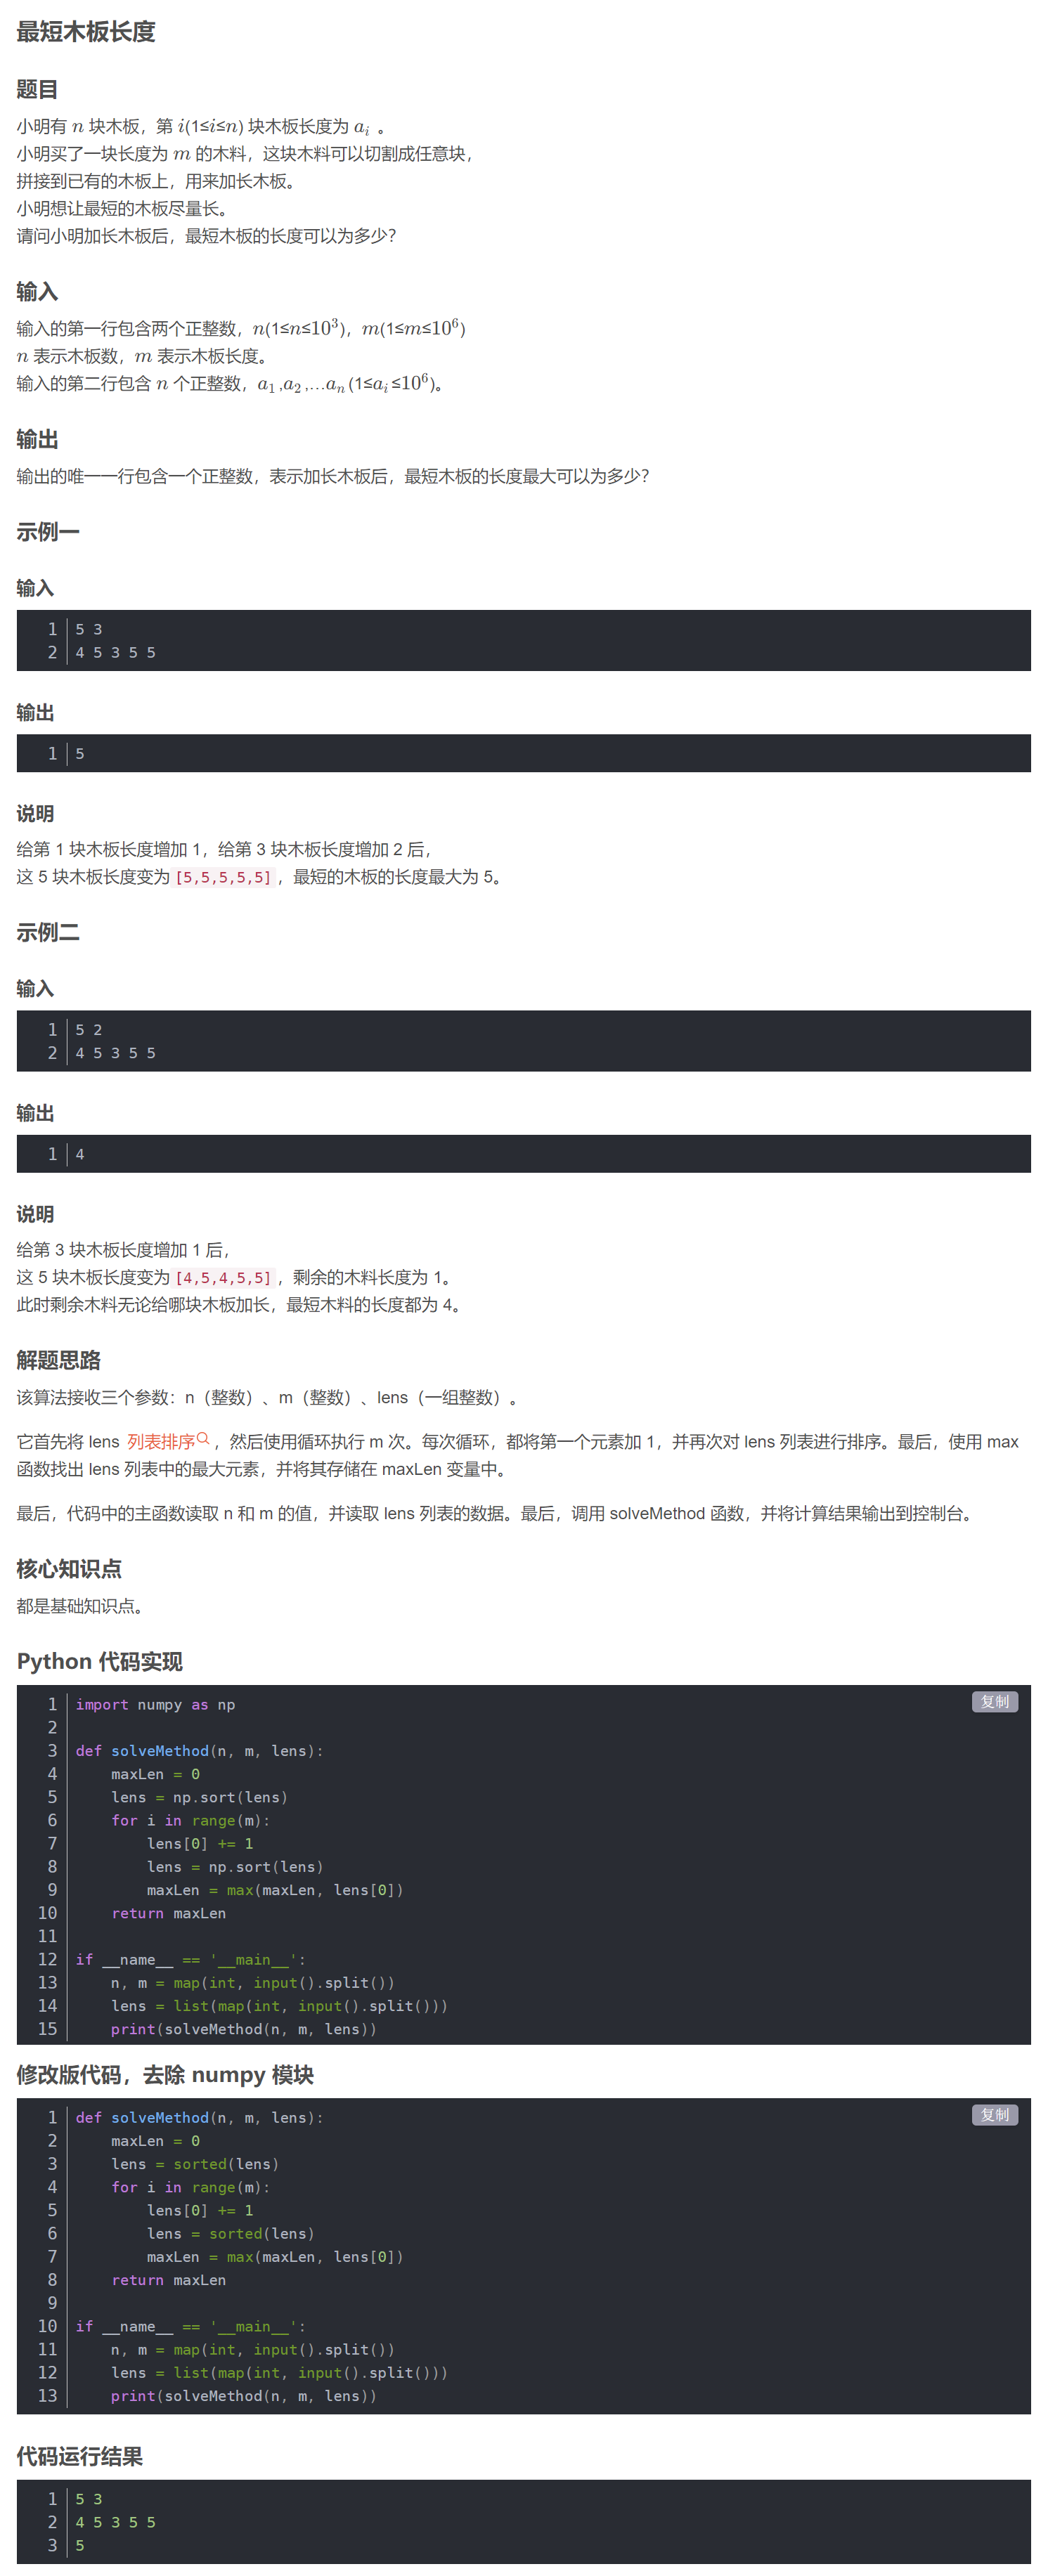 最短木板长度
题目
小明有 n 块木板，第 i(1≤i≤n) 块木板长度为 aᵢ 。
小明买了一块长度为 m 的木料，这块木料可以切割成任意块，
拼接到已有的木板上，用来加长木板。
小明想让最短的木板尽量长。
请问小明加长木板后，最短木板的长度可以为多少？
输入
输入的第一行包含两个正整数，n(1≤n≤10³)，m(1≤m≤10⁶)
n 表示木板数，m 表示木板长度。
输入的第二行包含 n 个正整数，a₁ ,a₂ ,…aₙ (1≤aᵢ ≤10⁶)。
输出
输出的唯一一行包含一个正整数，表示加长木板后，最短木板的长度最大可以为多少？
示例一
输入
1 5 3
2 4 5 3 5 5
输出
1 5
说明
给第 1 块木板长度增加 1，给第 3 块木板长度增加 2 后，
这 5 块木板长度变为 [5,5,5,5,5] ，最短的木板的长度最大为 5。
示例二
输入
1 5 2
2 4 5 3 5 5
输出
1 4
说明
给第 3 块木板长度增加 1 后，
这 5 块木板长度变为 [4,5,4,5,5] ，剩余的木料长度为 1。
此时剩余木料无论给哪块木板加长，最短木料的长度都为 4。
解题思路
该算法接收三个参数：n（整数）、m（整数）、lens（一组整数）。
它首先将 lens 列表排序 ，然后使用循环执行 m 次。每次循环，都将第一个元素加 1，并再次对 lens 列表进行排序。最后，使用 max
函数找出 lens 列表中的最大元素，并将其存储在 maxLen 变量中。
最后，代码中的主函数读取 n 和 m 的值，并读取 lens 列表的数据。最后，调用 solveMethod 函数，并将计算结果输出到控制台。
核心知识点
都是基础知识点。
Python 代码实现
复制
1 import numpy as np
2
3 def solveMethod(n, m, lens):
4     maxLen = 0
5     lens = np.sort(lens)
6     for i in range(m):
7         lens[0] += 1
8         lens = np.sort(lens)
9         maxLen = max(maxLen, lens[0])
10     return maxLen
11
12 if __name__ == '__main__':
13     n, m = map(int, input().split())
14     lens = list(map(int, input().split()))
15     print(solveMethod(n, m, lens))
修改版代码，去除 numpy 模块
复制
1 def solveMethod(n, m, lens):
2     maxLen = 0
3     lens = sorted(lens)
4     for i in range(m):
5         lens[0] += 1
6         lens = sorted(lens)
7         maxLen = max(maxLen, lens[0])
8     return maxLen
9
10 if __name__ == '__main__':
11     n, m = map(int, input().split())
12     lens = list(map(int, input().split()))
13     print(solveMethod(n, m, lens))
代码运行结果
1 5 3
2 4 5 3 5 5
3 5